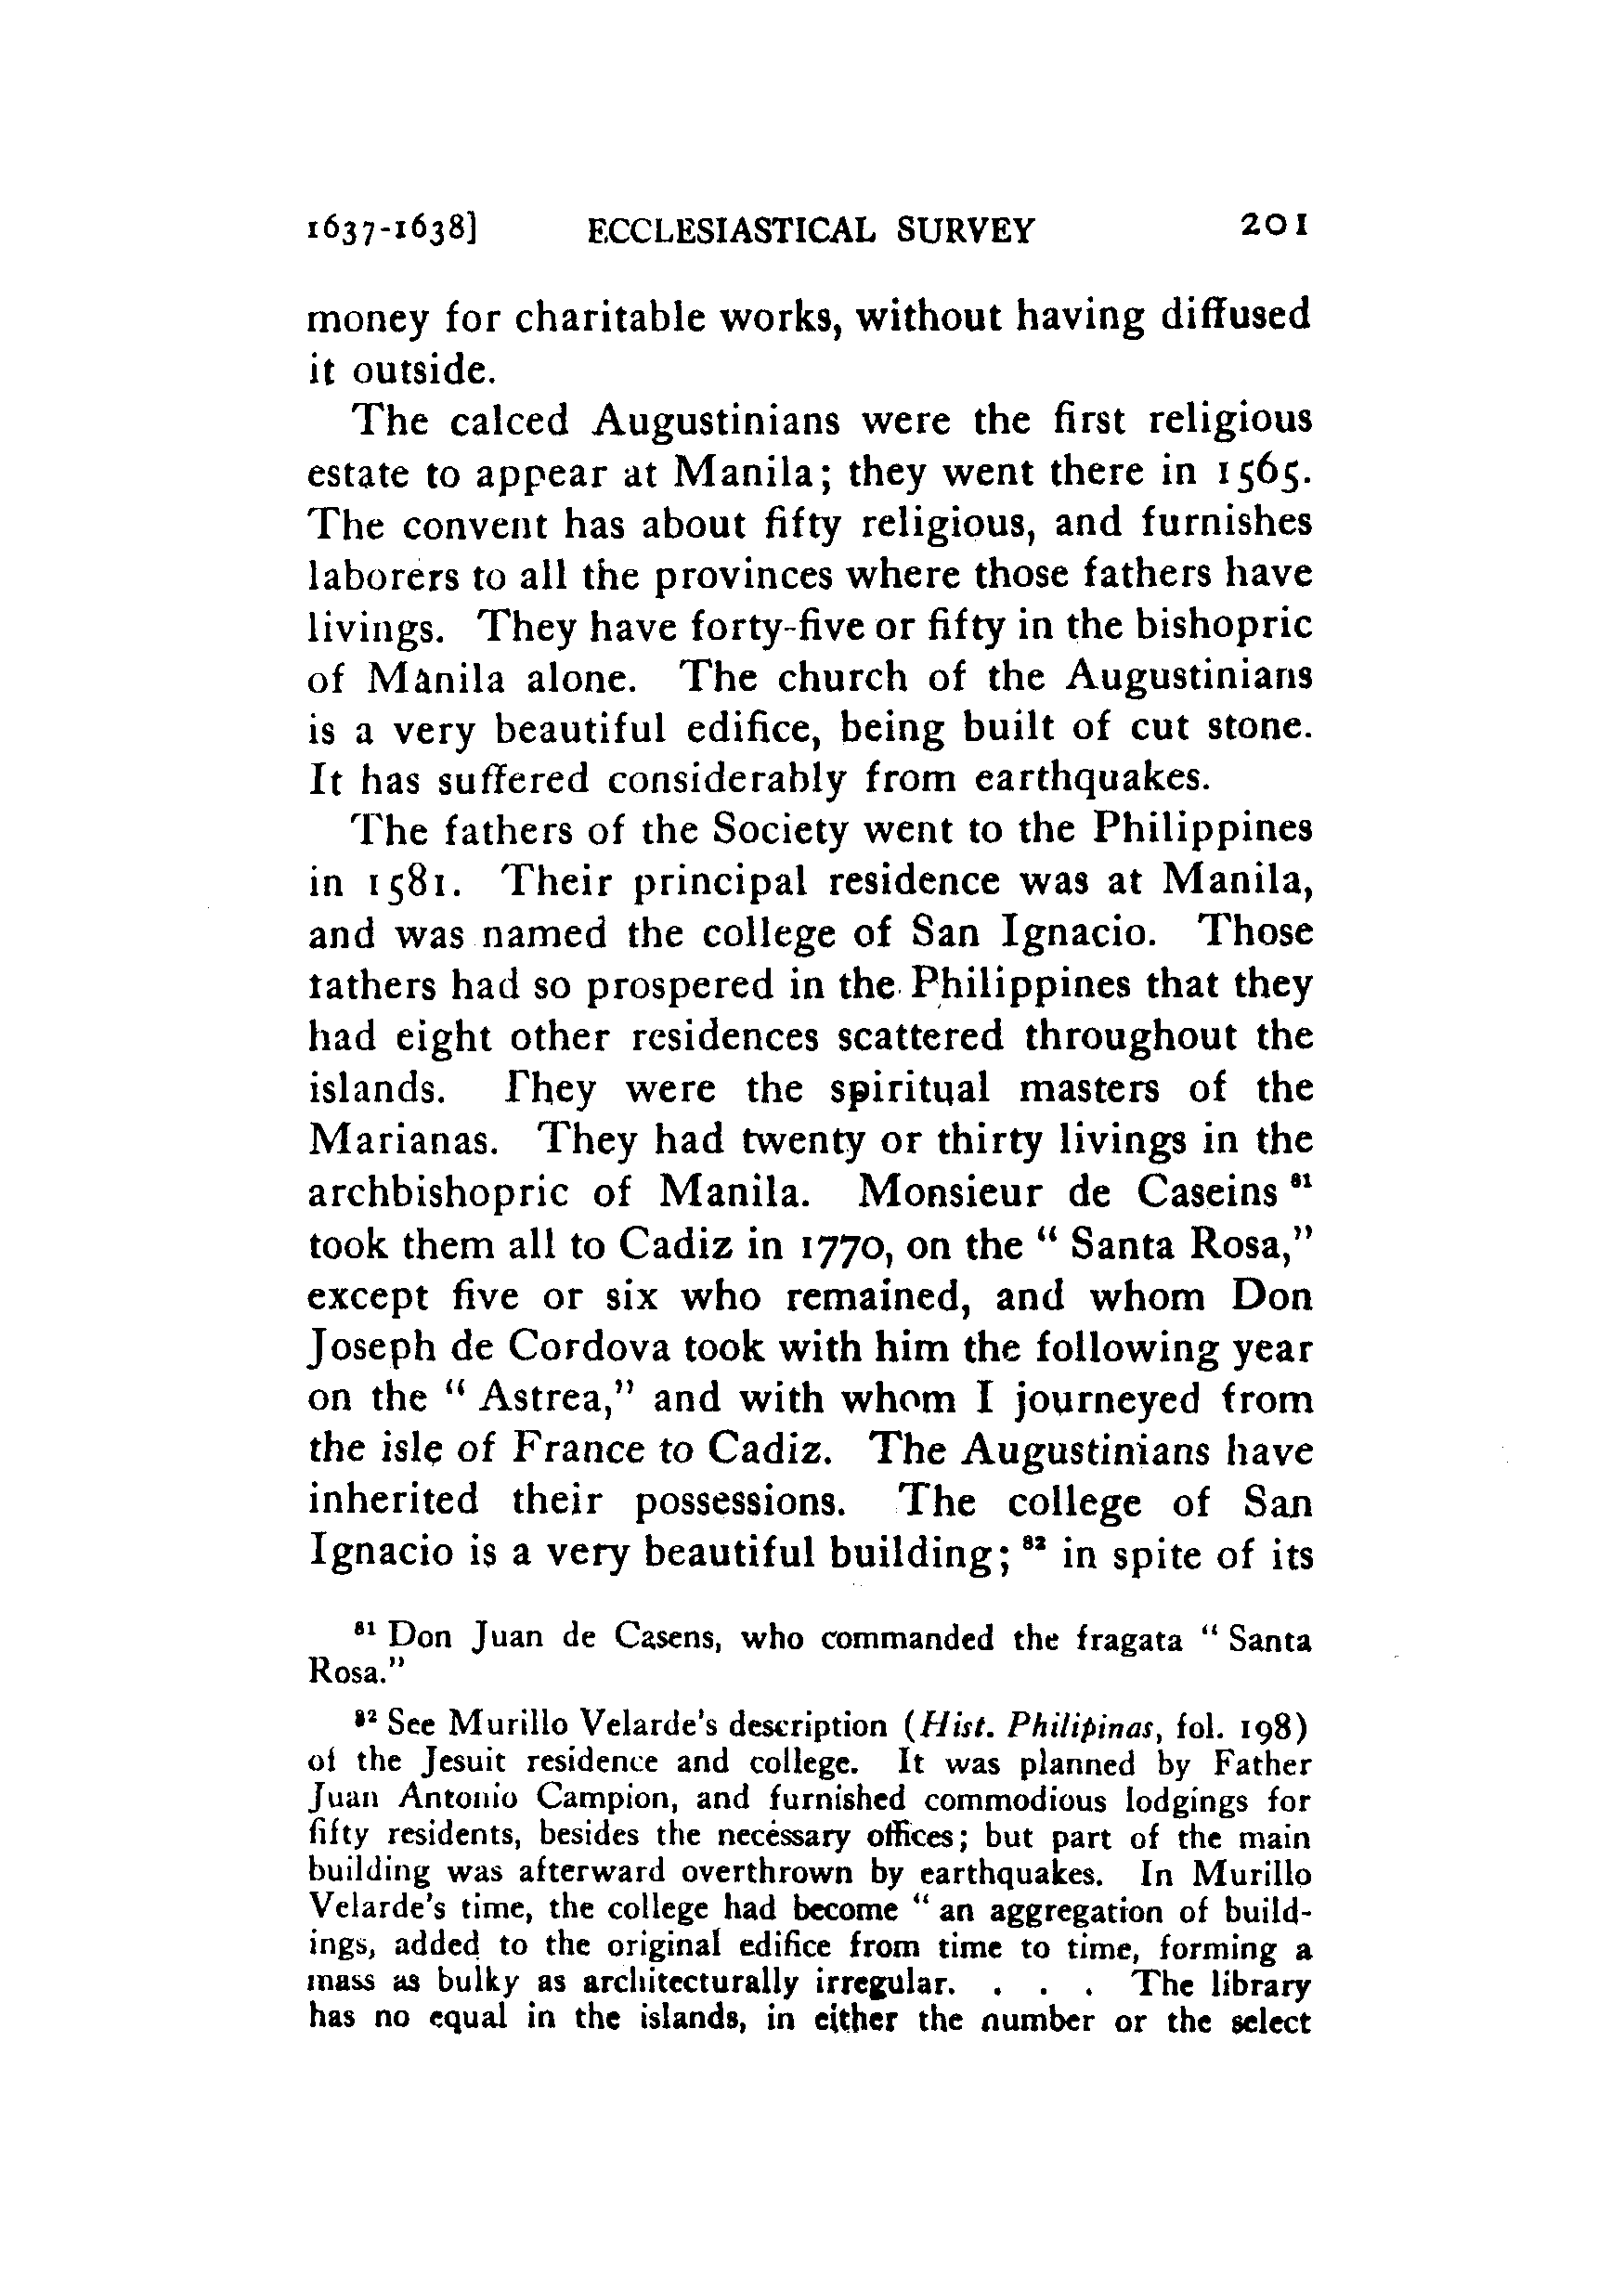 1637-1638] ECCLESIASTICAL SURVEY 201
money for charitable works, without having diffused
it outside.
The calced Augustinians were the first religious
estate to appear at Manila; they went there in 1565.
The convent has about fifty religious, and furnishes
laborers to all the provinces where those fathers have
livings. They have forty-five or fifty in the bishopric
of Manila alone. The church of the Augustinians
is a very beautiful edifice, being built of cut stone.
It has suffered considerably from earthquakes.
The fathers of the Society went to the Philippines
in 1581. Their principal residence was at Manila,
and was named the college of San Ignacio. Those
fathers had so prospered in the Philippines that they
had eight other residences scattered throughout the
islands. They were the spiritual masters of the
Marianas. They had twenty or thirty livings in the
archbishopric of Manila. Monsieur de Caseins ⁸¹
took them all to Cadiz in 1770, on the “ Santa Rosa,”
except five or six who remained, and whom Don
Joseph de Cordova took with him the following year
on the “ Astrea,” and with whom I journeyed from
the isle of France to Cadiz. The Augustinians have
inherited their possessions. The college of San
Ignacio is a very beautiful building; ⁸² in spite of its
⁸¹ Don Juan de Casens, who commanded the fragata “ Santa
Rosa.”
⁸² See Murillo Velarde's description (Hist. Philipinas, fol. 198)
of the Jesuit residence and college. It was planned by Father
Juan Antonio Campion, and furnished commodious lodgings for
fifty residents, besides the necessary offices; but part of the main
building was afterward overthrown by earthquakes. In Murillo
Velarde's time, the college had become “ an aggregation of build-
ings, added to the original edifice from time to time, forming a
mass as bulky as architecturally irregular. . . . The library
has no equal in the islands, in either the number or the select